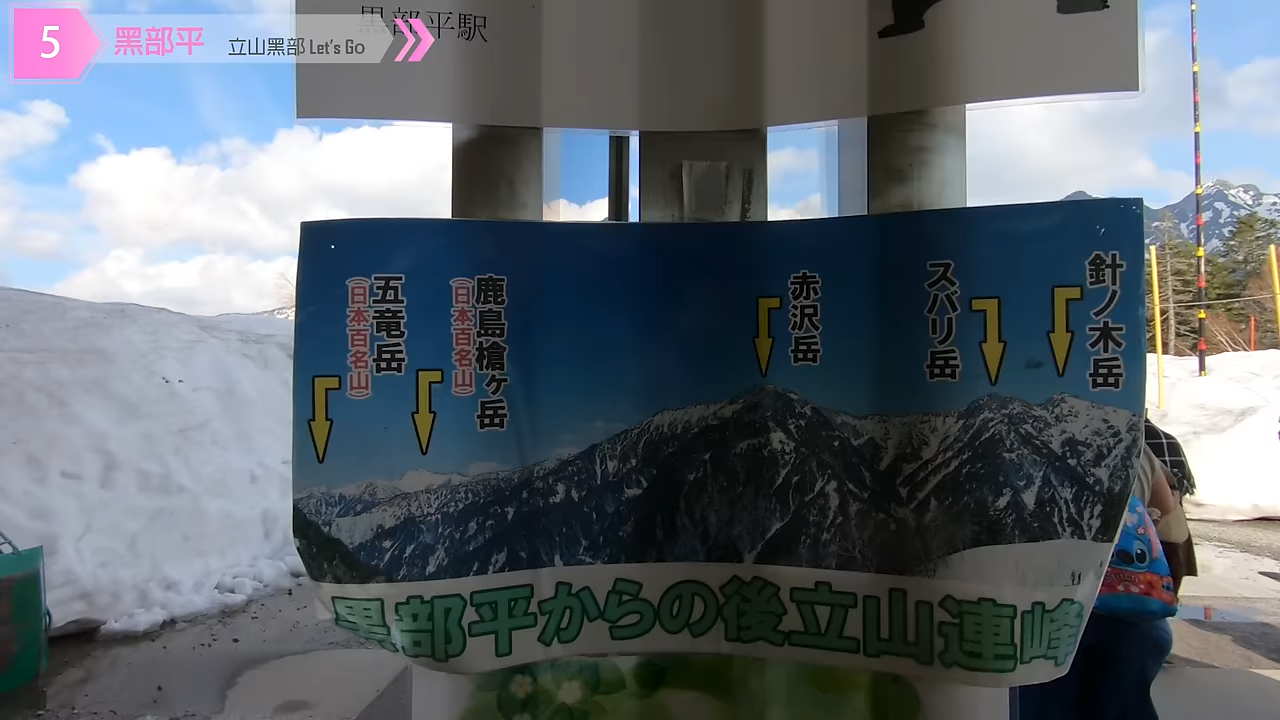 5
黒部平
立山黑部 Let's Go
黒部平駅
五竜岳
(日本百名山)
鹿島槍ヶ岳
(日本百名山)
赤沢岳
スバリ岳
針ノ木岳
黒部平からの後立山連峰